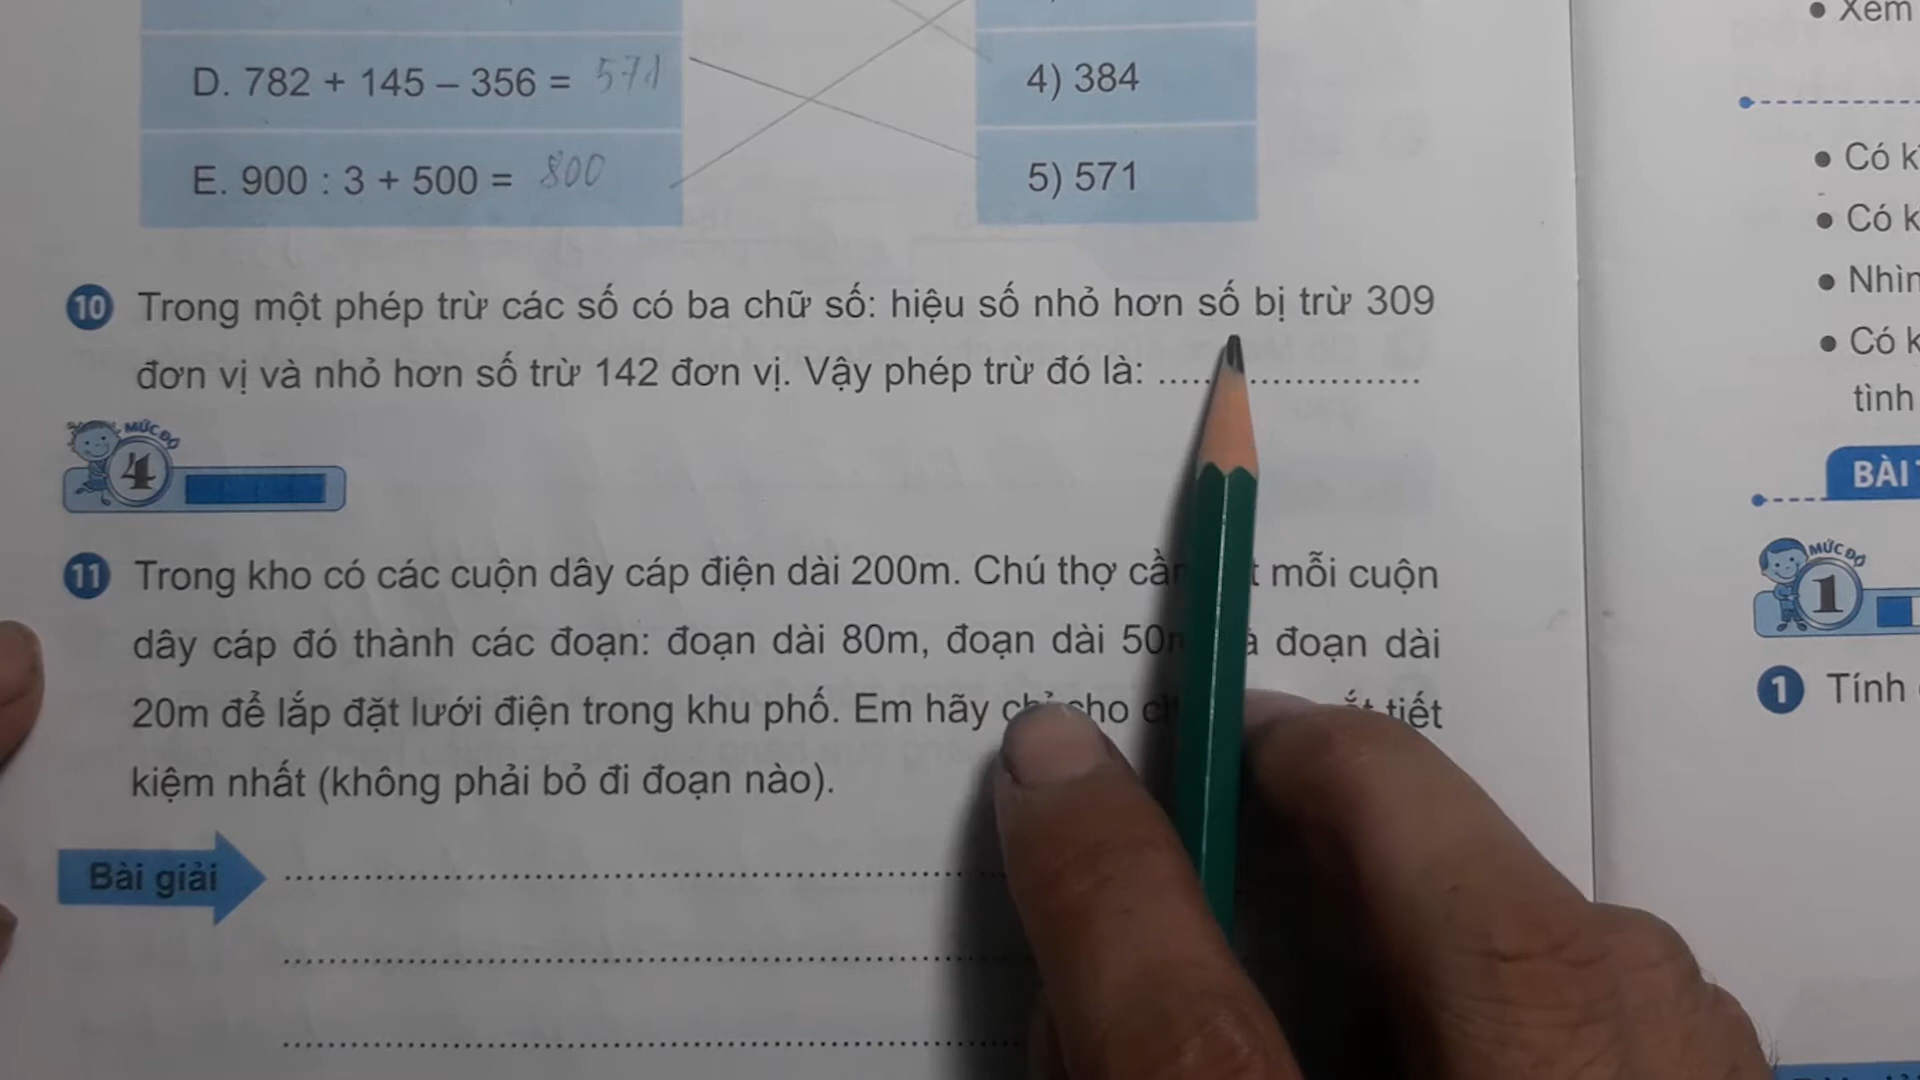 D. 782 + 145 – 356 = 571
4) 384
E. 900 : 3 + 500 = 800
5) 571
10 Trong một phép trừ các số có ba chữ số: hiệu số nhỏ hơn số bị trừ 309
đơn vị và nhỏ hơn số trừ 142 đơn vị. Vậy phép trừ đó là: ........................
MỨC ĐỘ
4
11 Trong kho có các cuộn dây cáp điện dài 200m. Chú thợ mỗi cuộn
dây cáp đó thành các đoạn: đoạn dài 80m, đoạn dài đoạn dài
20m để lắp đặt lưới điện trong khu phố. Em hãy tiết
kiệm nhất (không phải bỏ đi đoạn nào).
Bài giải
• Xem
• Có
• Có
• Nhìn
• Có
tình
BÀI
MỨC ĐỘ
1
1 Tính